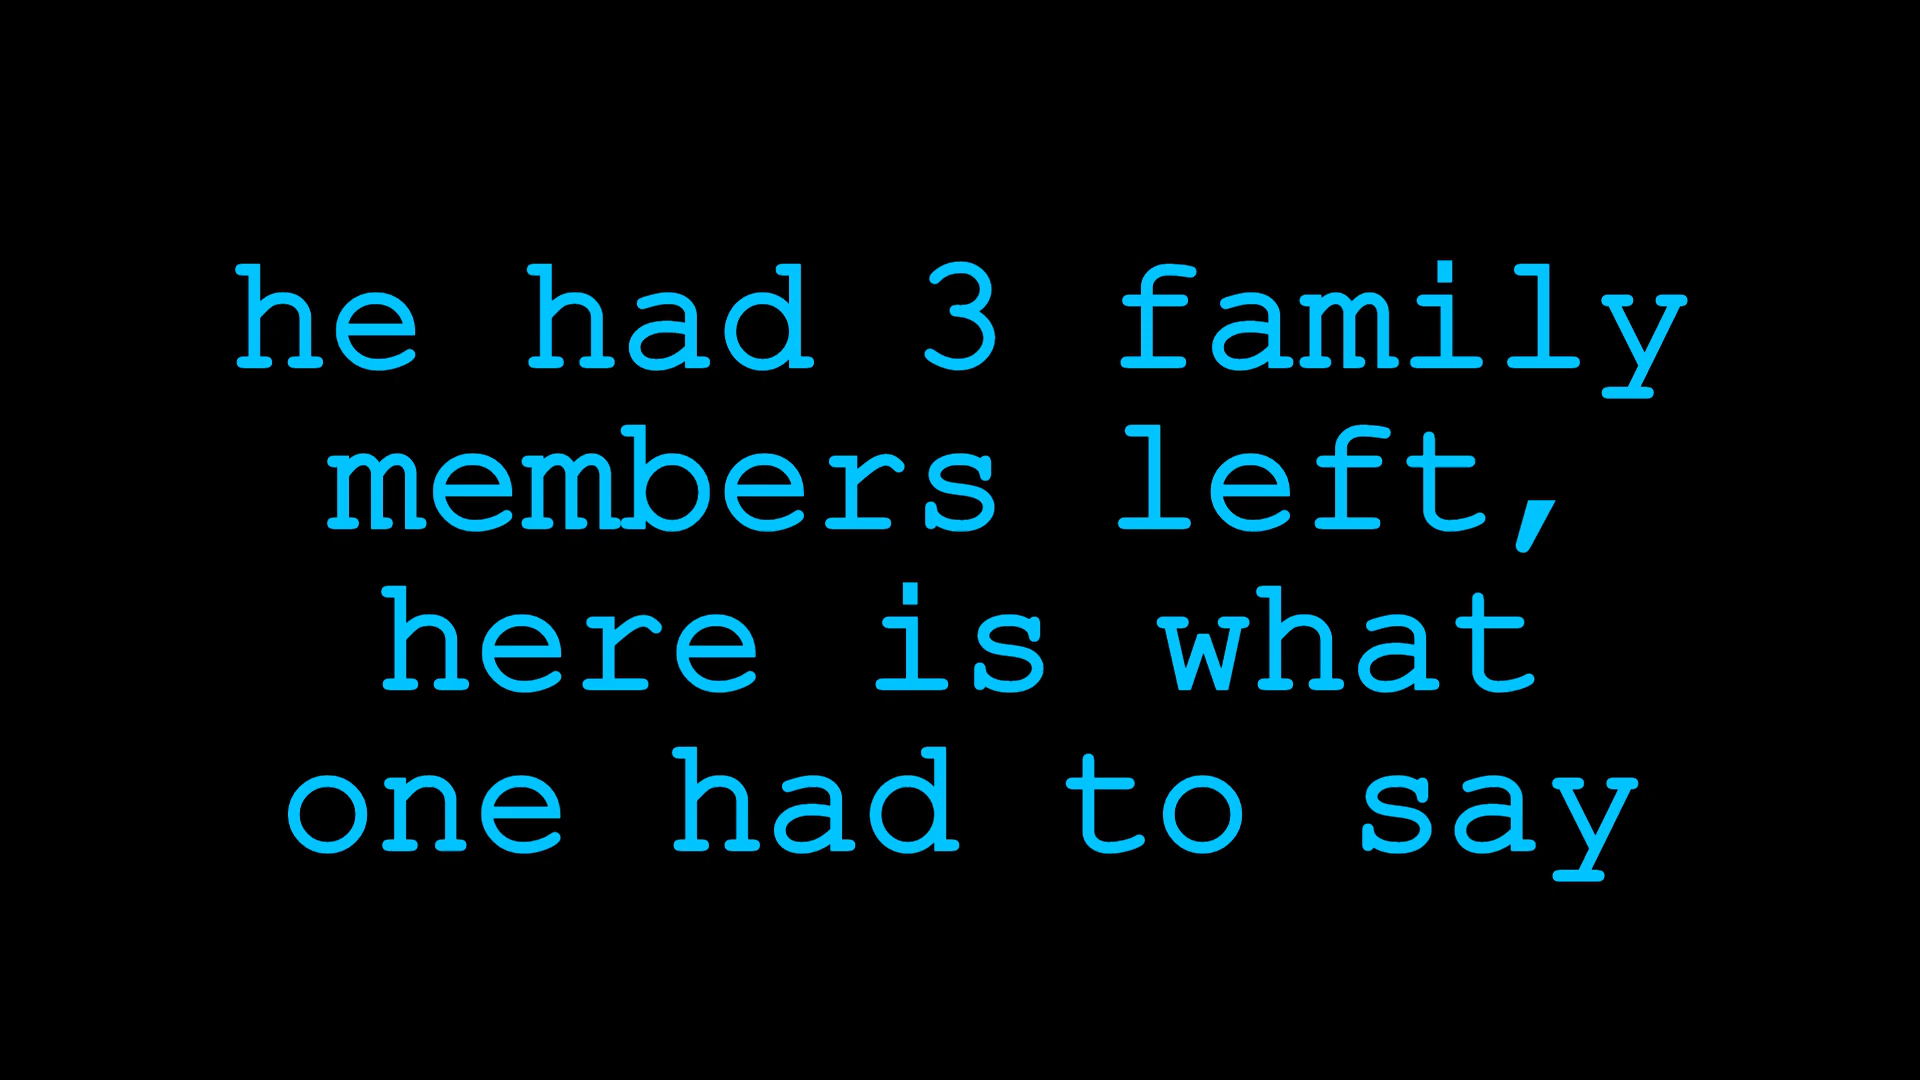 he had 3 family
members left,
here is what
one had to say